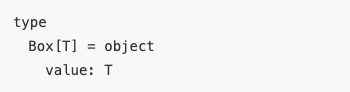 type
  Box[T] = object
    value: T